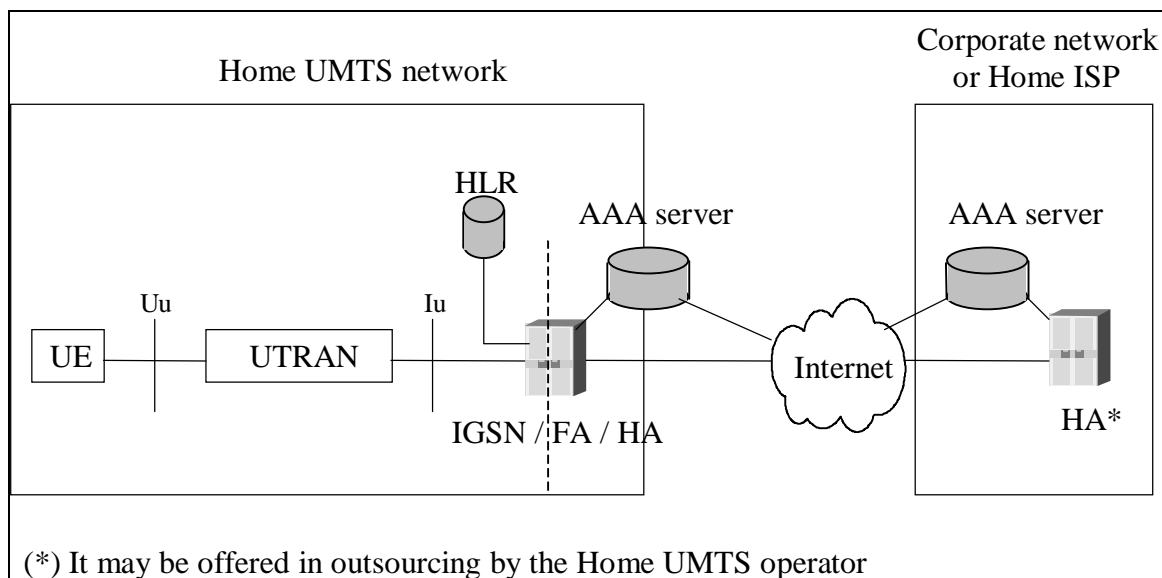 Corporate network
or Home ISP
Home UMTS network
HLR
AAA server
AAA server
Uu
Iu
UE
UTRAN
Internet
IGSN / FA / HA
HA*
(*) It may be offered in outsourcing by the Home UMTS operator